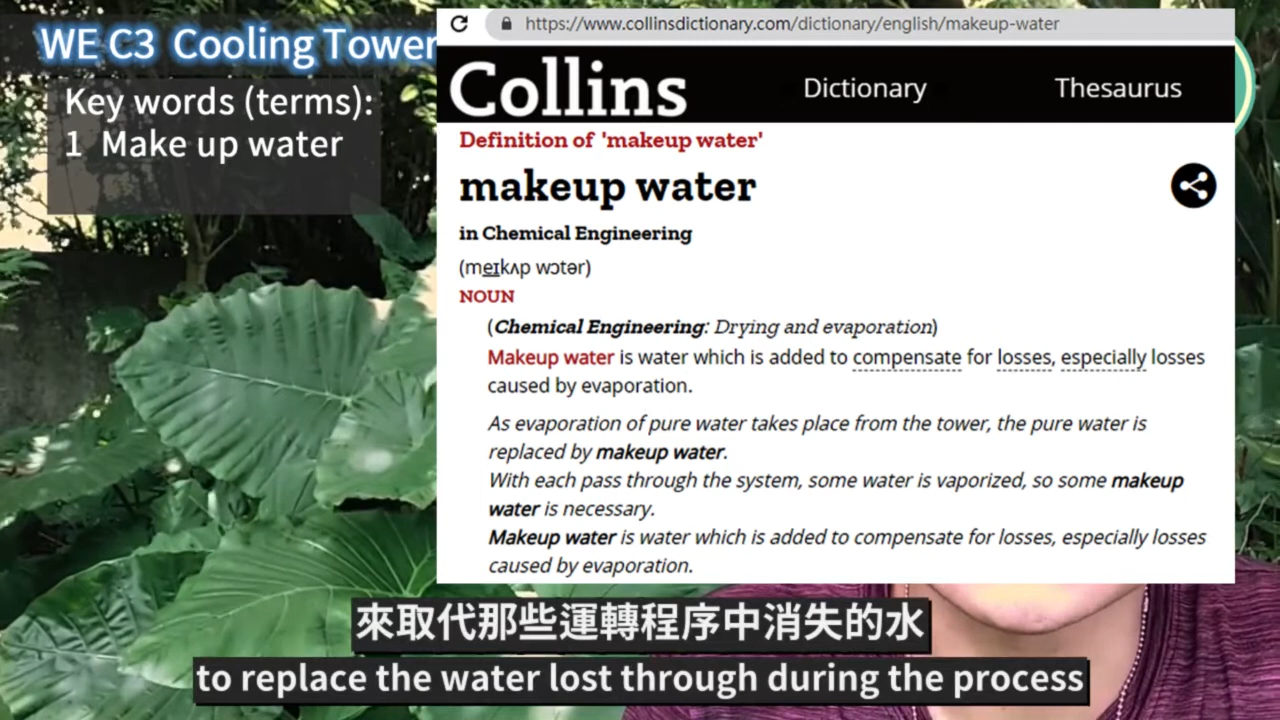 WE C3 Cooling Tower
Key words (terms):
1 Make up water
https://www.collinsdictionary.com/dictionary/english/makeup-water
Collins
Dictionary
Thesaurus
Definition of 'makeup water'
makeup water
in Chemical Engineering
(meɪkʌp wɔtər)
NOUN
(Chemical Engineering: Drying and evaporation)
Makeup water is water which is added to compensate for losses, especially losses
caused by evaporation.
As evaporation of pure water takes place from the tower, the pure water is
replaced by makeup water.
With each pass through the system, some water is vaporized, so some makeup
water is necessary.
Makeup water is water which is added to compensate for losses, especially losses
caused by evaporation.
來取代那些運轉程序中消失的水
to replace the water lost through during the process